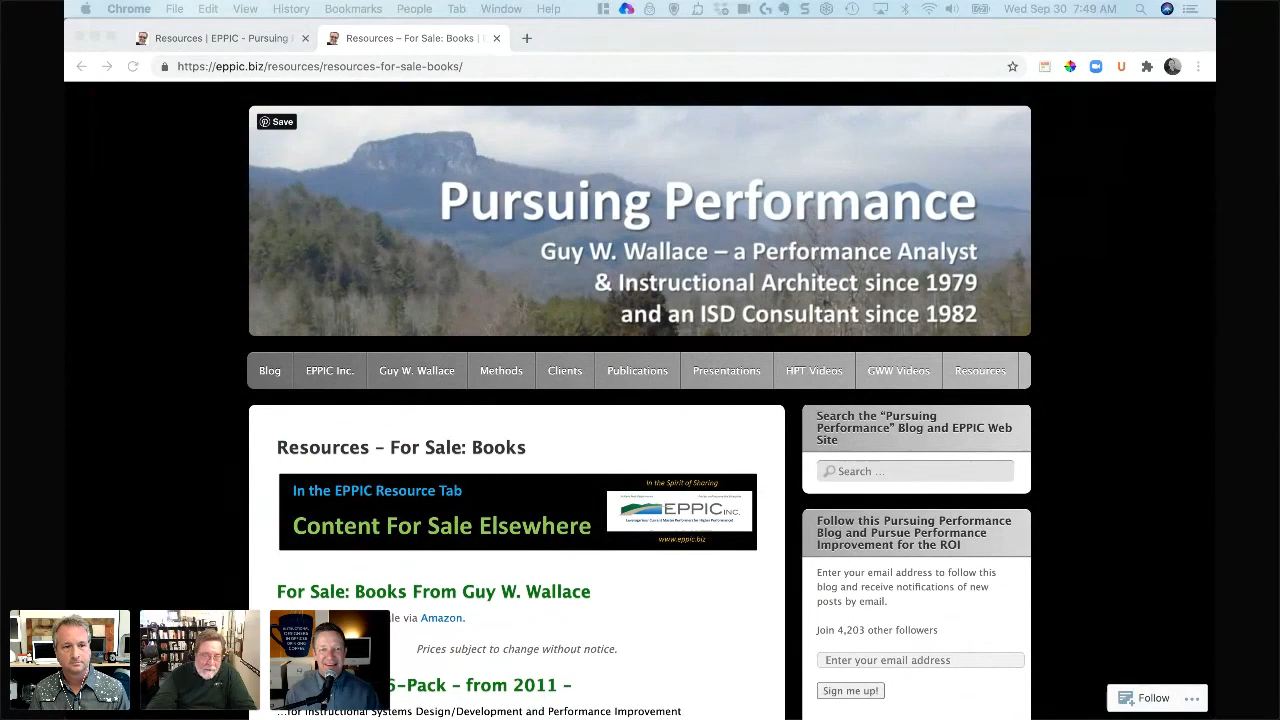 Chrome File Edit View History Bookmarks People Tab Window Help Wed Sep 30 7:49 AM
Resources | EPPIC - Pursuing
Resources – For Sale: Books |
https://eppic.biz/resources/resources-for-sale-books/
Save
Pursuing Performance
Guy W. Wallace – a Performance Analyst
& Instructional Architect since 1979
and an ISD Consultant since 1982
Blog EPPIC Inc. Guy W. Wallace Methods Clients Publications Presentations HPT Videos GWW Videos Resources
Resources – For Sale: Books
In the EPPIC Resource Tab
Content For Sale Elsewhere
In the Spirit of Sharing
EPPIC INC.
www.eppic.biz
For Sale: Books From Guy W. Wallace
via Amazon.
Prices subject to change without notice.
6-Pack – from 2011 –
for Instructional Systems Design/Development and Performance Improvement
Search the “Pursuing
Performance” Blog and EPPIC Web
Site
Search …
Follow this Pursuing Performance
Blog and Pursue Performance
Improvement for the ROI
Enter your email address to follow this
blog and receive notifications of new
posts by email.
Join 4,203 other followers
Enter your email address
Sign me up!
Follow
INSTRUCTIONAL
DESIGNERS
COFFEE